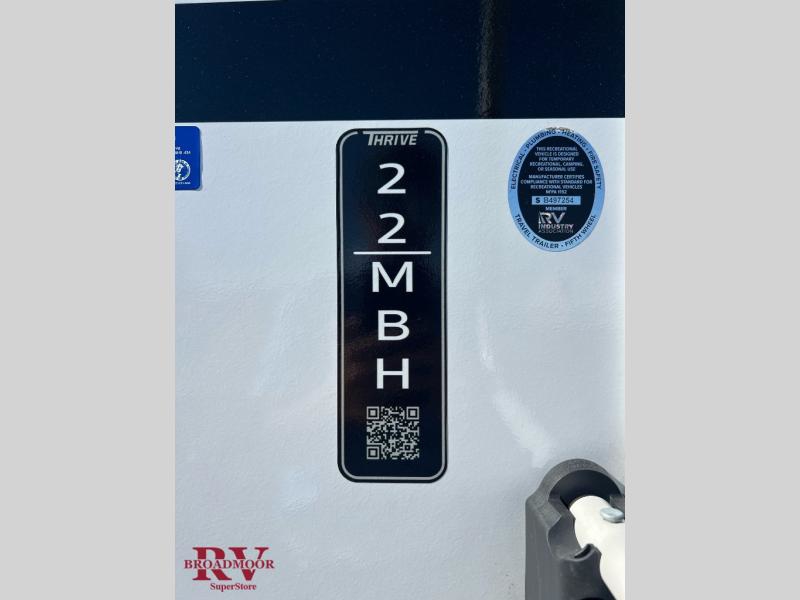 THRIVE
2
2
M
B
H
ELECTRICAL - PLUMBING - HEATING - FIRE SAFETY
THIS RECREATIONAL
VEHICLE IS DESIGNED
FOR TEMPORARY
RECREATIONAL, CAMPING,
OR SEASONAL USE
MANUFACTURER CERTIFIES
COMPLIANCE WITH STANDARD FOR
RECREATIONAL VEHICLES
NFPA 1192
S B497254
MEMBER
RV
INDUSTRY
ASSOCIATION
TRAVEL TRAILER - FIFTH WHEEL
RV
BROADMOOR
SuperStore